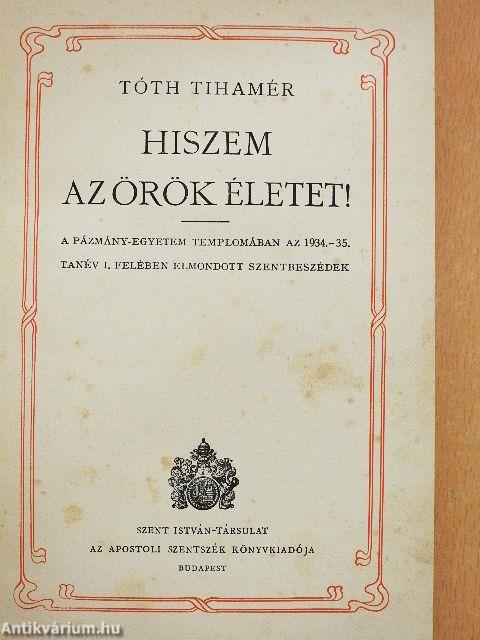 TÓTH TIHAMÉR
HISZEM
AZ ÖRÖK ÉLETET!
A PÁZMÁNY-EGYETEM TEMPLOMÁBAN AZ 1934.–35.
TANÉV I. FELÉBEN ELMONDOTT SZENTBESZÉDEK
SZENT ISTVÁN-TÁRSULAT
AZ APOSTOLI SZENTSZÉK KÖNYVKIADÓJA
BUDAPEST
Antikvárium.hu